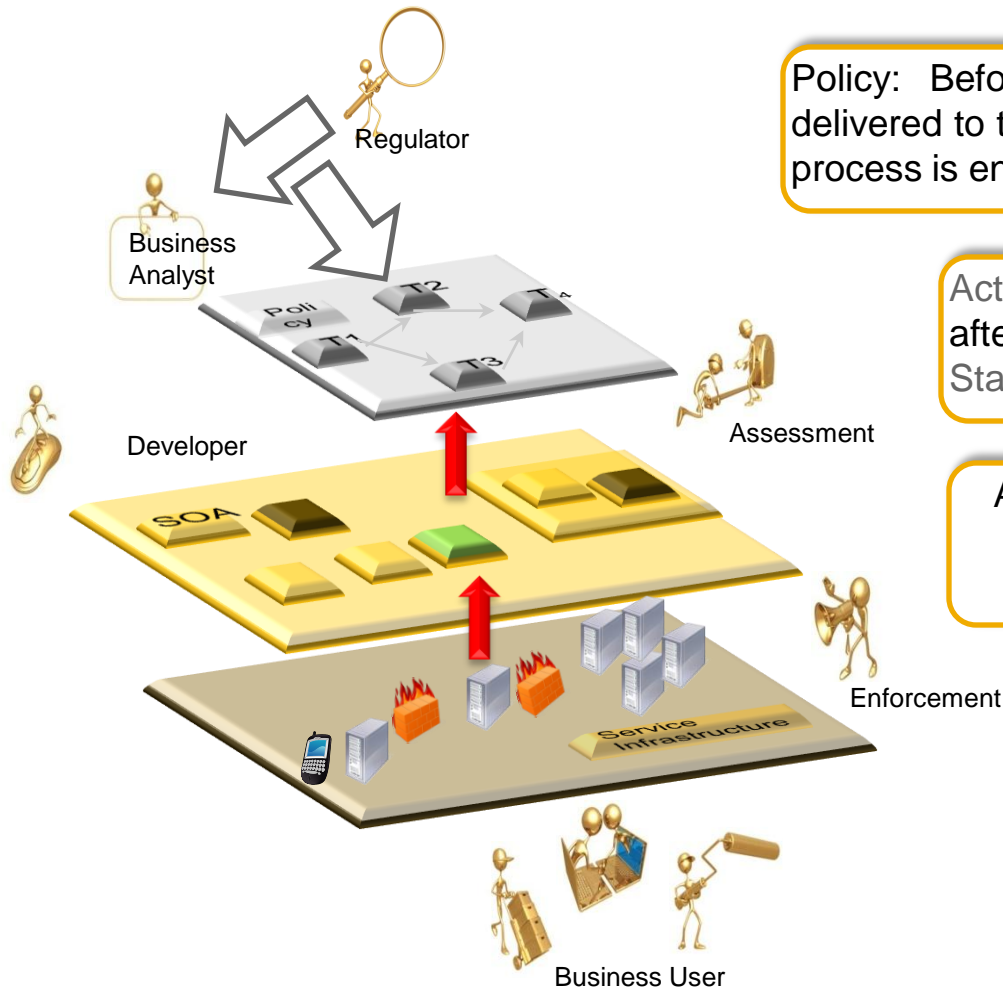 Regulator
Policy: Befo
delivered to t
process is en
Business
Analyst
Poli
cy
T1
T2
T3
T4
Act
afte
Sta
Assessment
Developer
SOA
A
Enforcement
Service
Infrastructure
Business User